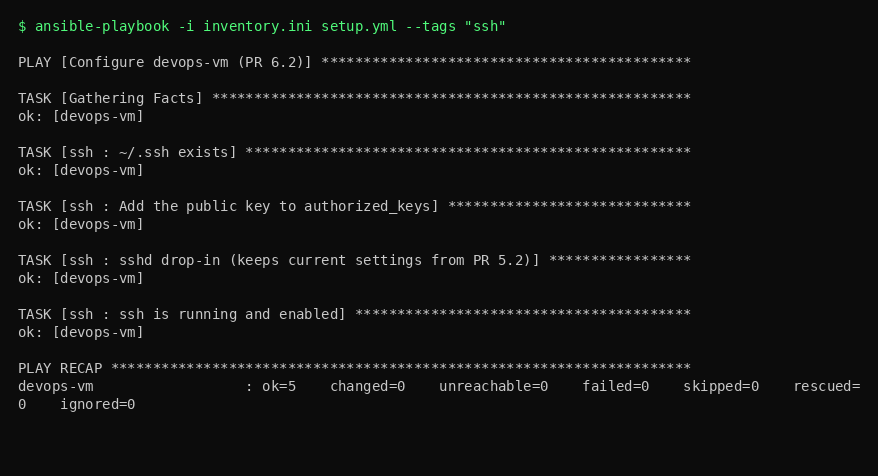 $ ansible-playbook -i inventory.ini setup.yml --tags "ssh"
PLAY [Configure devops-vm (PR 6.2)] ********************************************
TASK [Gathering Facts] *********************************************************
ok: [devops-vm]
TASK [ssh : ~/.ssh exists] *****************************************************
ok: [devops-vm]
TASK [ssh : Add the public key to authorized_keys] *****************************
ok: [devops-vm]
TASK [ssh : sshd drop-in (keeps current settings from PR 5.2)] *****************
ok: [devops-vm]
TASK [ssh : ssh is running and enabled] ****************************************
ok: [devops-vm]
PLAY RECAP *********************************************************************
devops-vm                  : ok=5    changed=0    unreachable=0    failed=0    skipped=0    rescued=
0    ignored=0